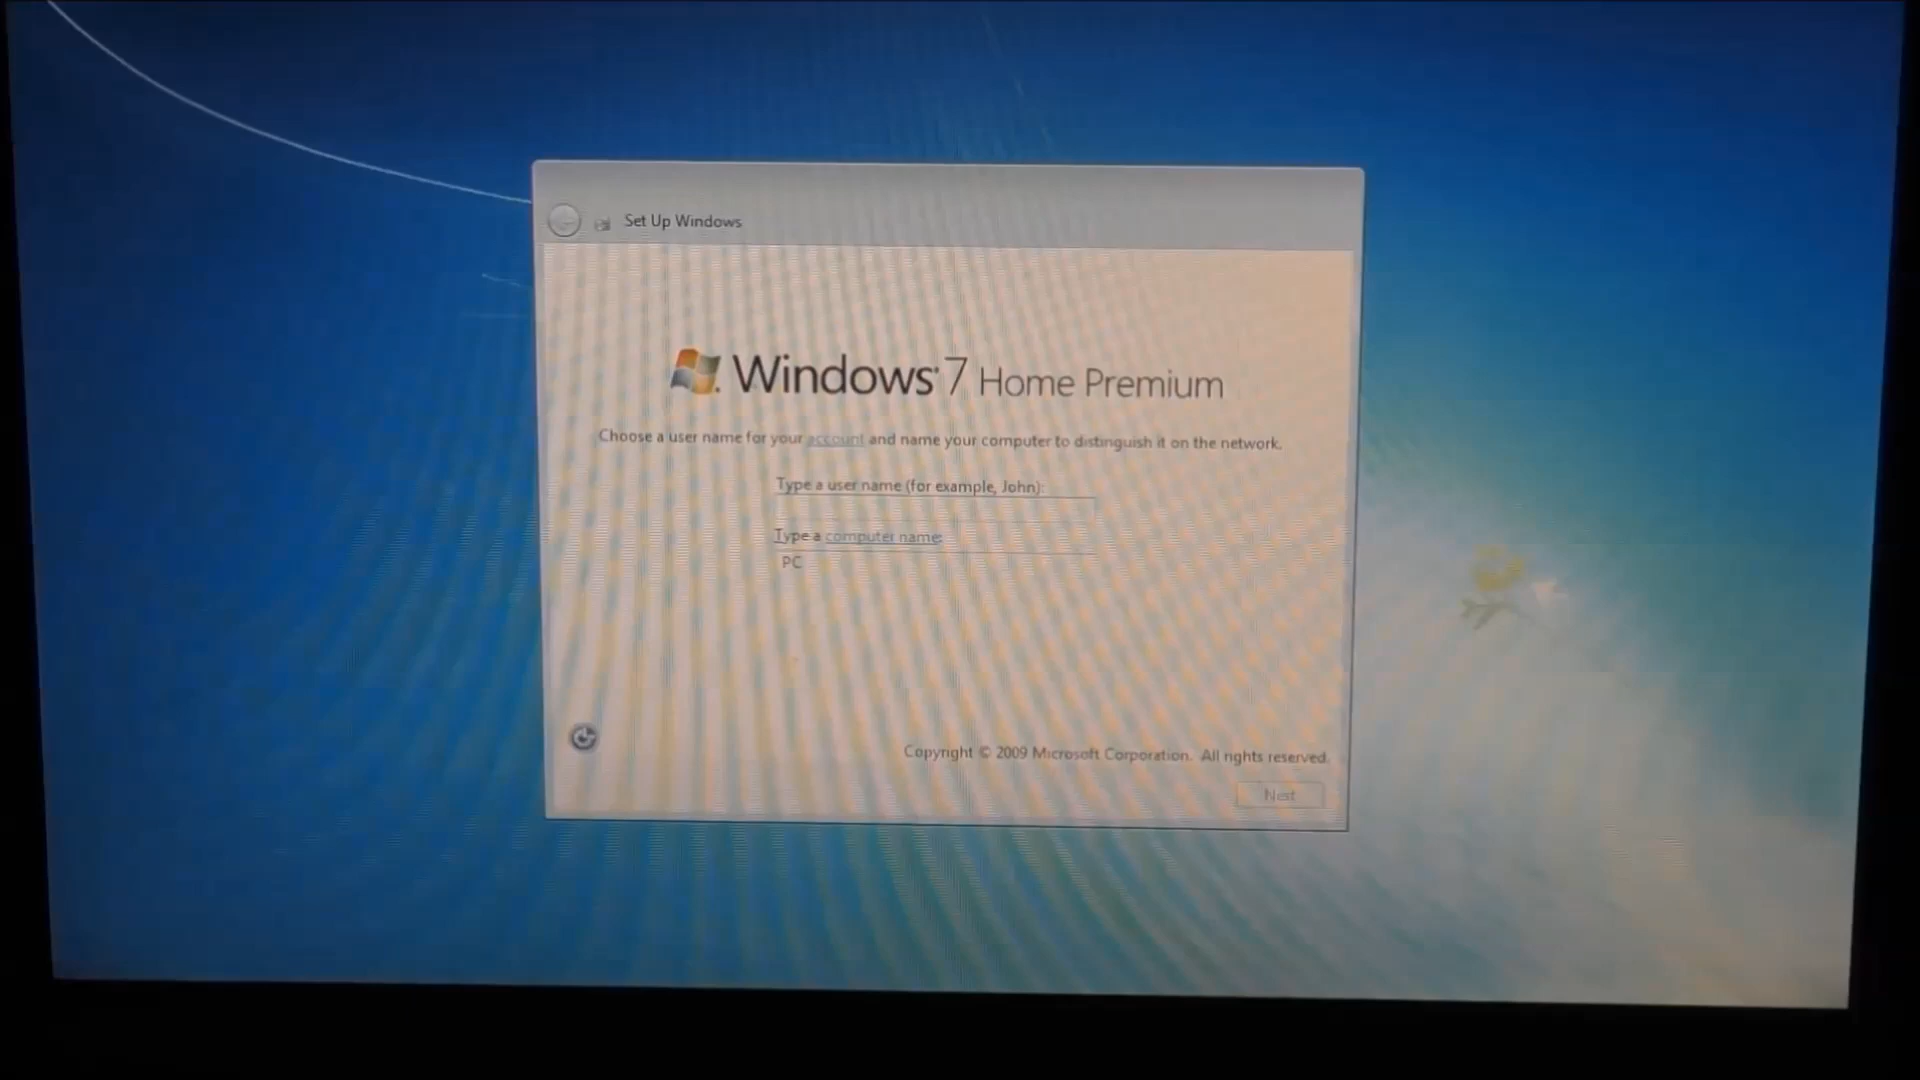 Set Up Windows
Windows 7 Home Premium
Choose a user name for your account and name your computer to distinguish it on the network.
Type a user name (for example, John):
Type a computer name:
PC
Copyright © 2009 Microsoft Corporation. All rights reserved.
Next